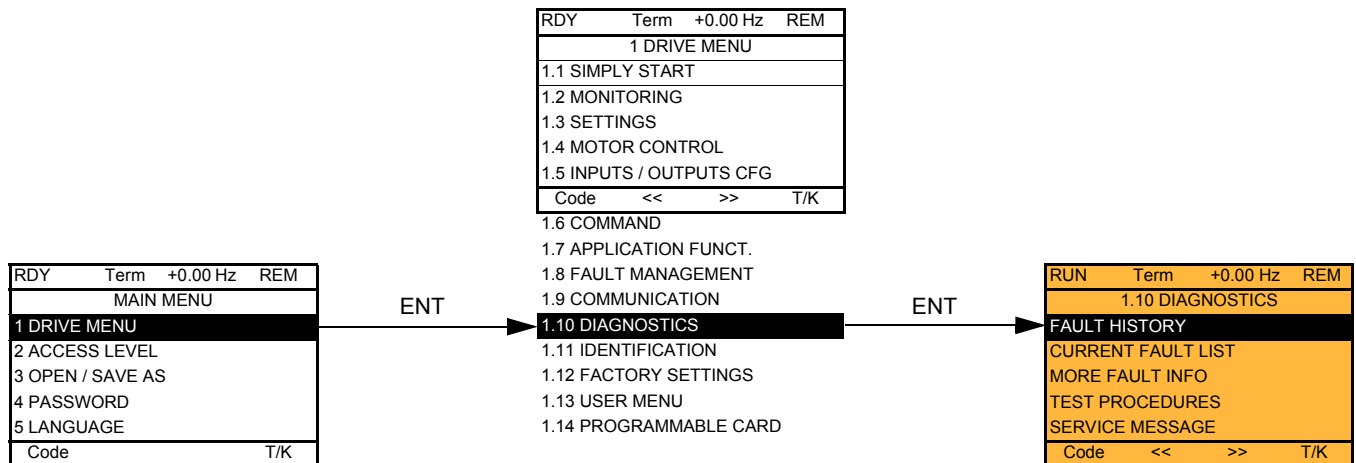 RDY Term +0.00 Hz REM
1 DRIVE MENU
1.1 SIMPLY START
1.2 MONITORING
1.3 SETTINGS
1.4 MOTOR CONTROL
1.5 INPUTS / OUTPUTS CFG
Code << >> T/K
1.6 COMMAND
1.7 APPLICATION FUNCT.
1.8 FAULT MANAGEMENT
1.9 COMMUNICATION
1.10 DIAGNOSTICS
1.11 IDENTIFICATION
1.12 FACTORY SETTINGS
1.13 USER MENU
1.14 PROGRAMMABLE CARD
RDY Term +0.00 Hz REM
MAIN MENU
1 DRIVE MENU
2 ACCESS LEVEL
3 OPEN / SAVE AS
4 PASSWORD
5 LANGUAGE
Code T/K
ENT
ENT
RUN Term +0.00 Hz REM
1.10 DIAGNOSTICS
FAULT HISTORY
CURRENT FAULT LIST
MORE FAULT INFO
TEST PROCEDURES
SERVICE MESSAGE
Code << >> T/K